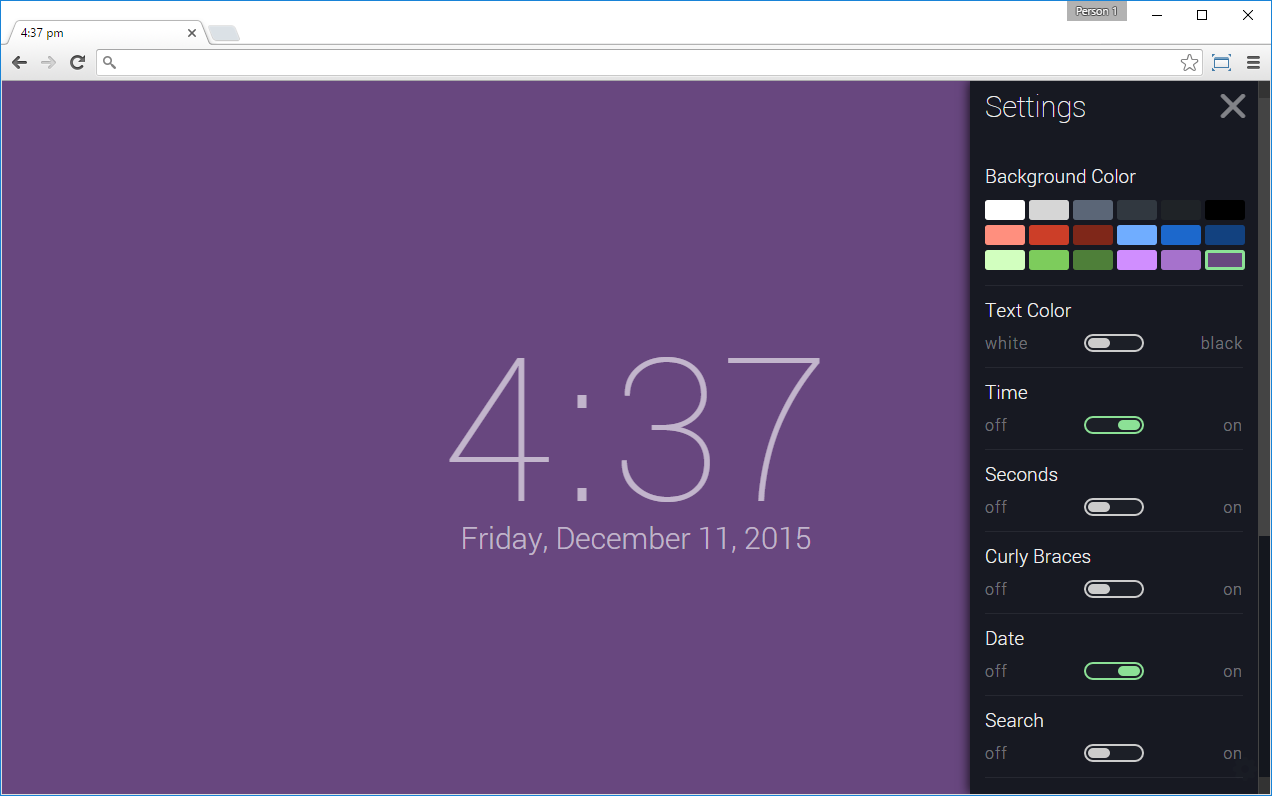 Person 1
4:37 pm
Settings
Background Color
Text Color
white black
Time
off on
Seconds
off on
Curly Braces
off on
Date
off on
Search
off on
4:37
Friday, December 11, 2015